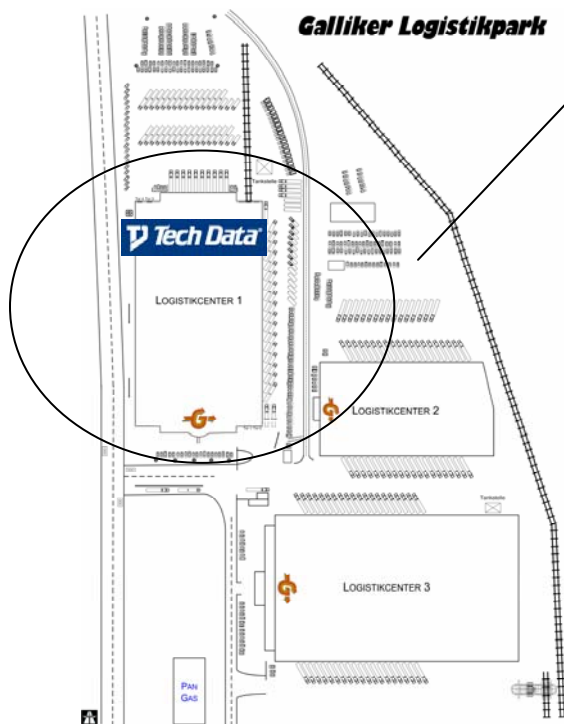 Galliker Logistikpark
Tankstelle
Tech Data
LOGISTIKCENTER 1
LOGISTIKCENTER 2
G
G
Tankstelle
LOGISTIKCENTER 3
G
PAN
GAS